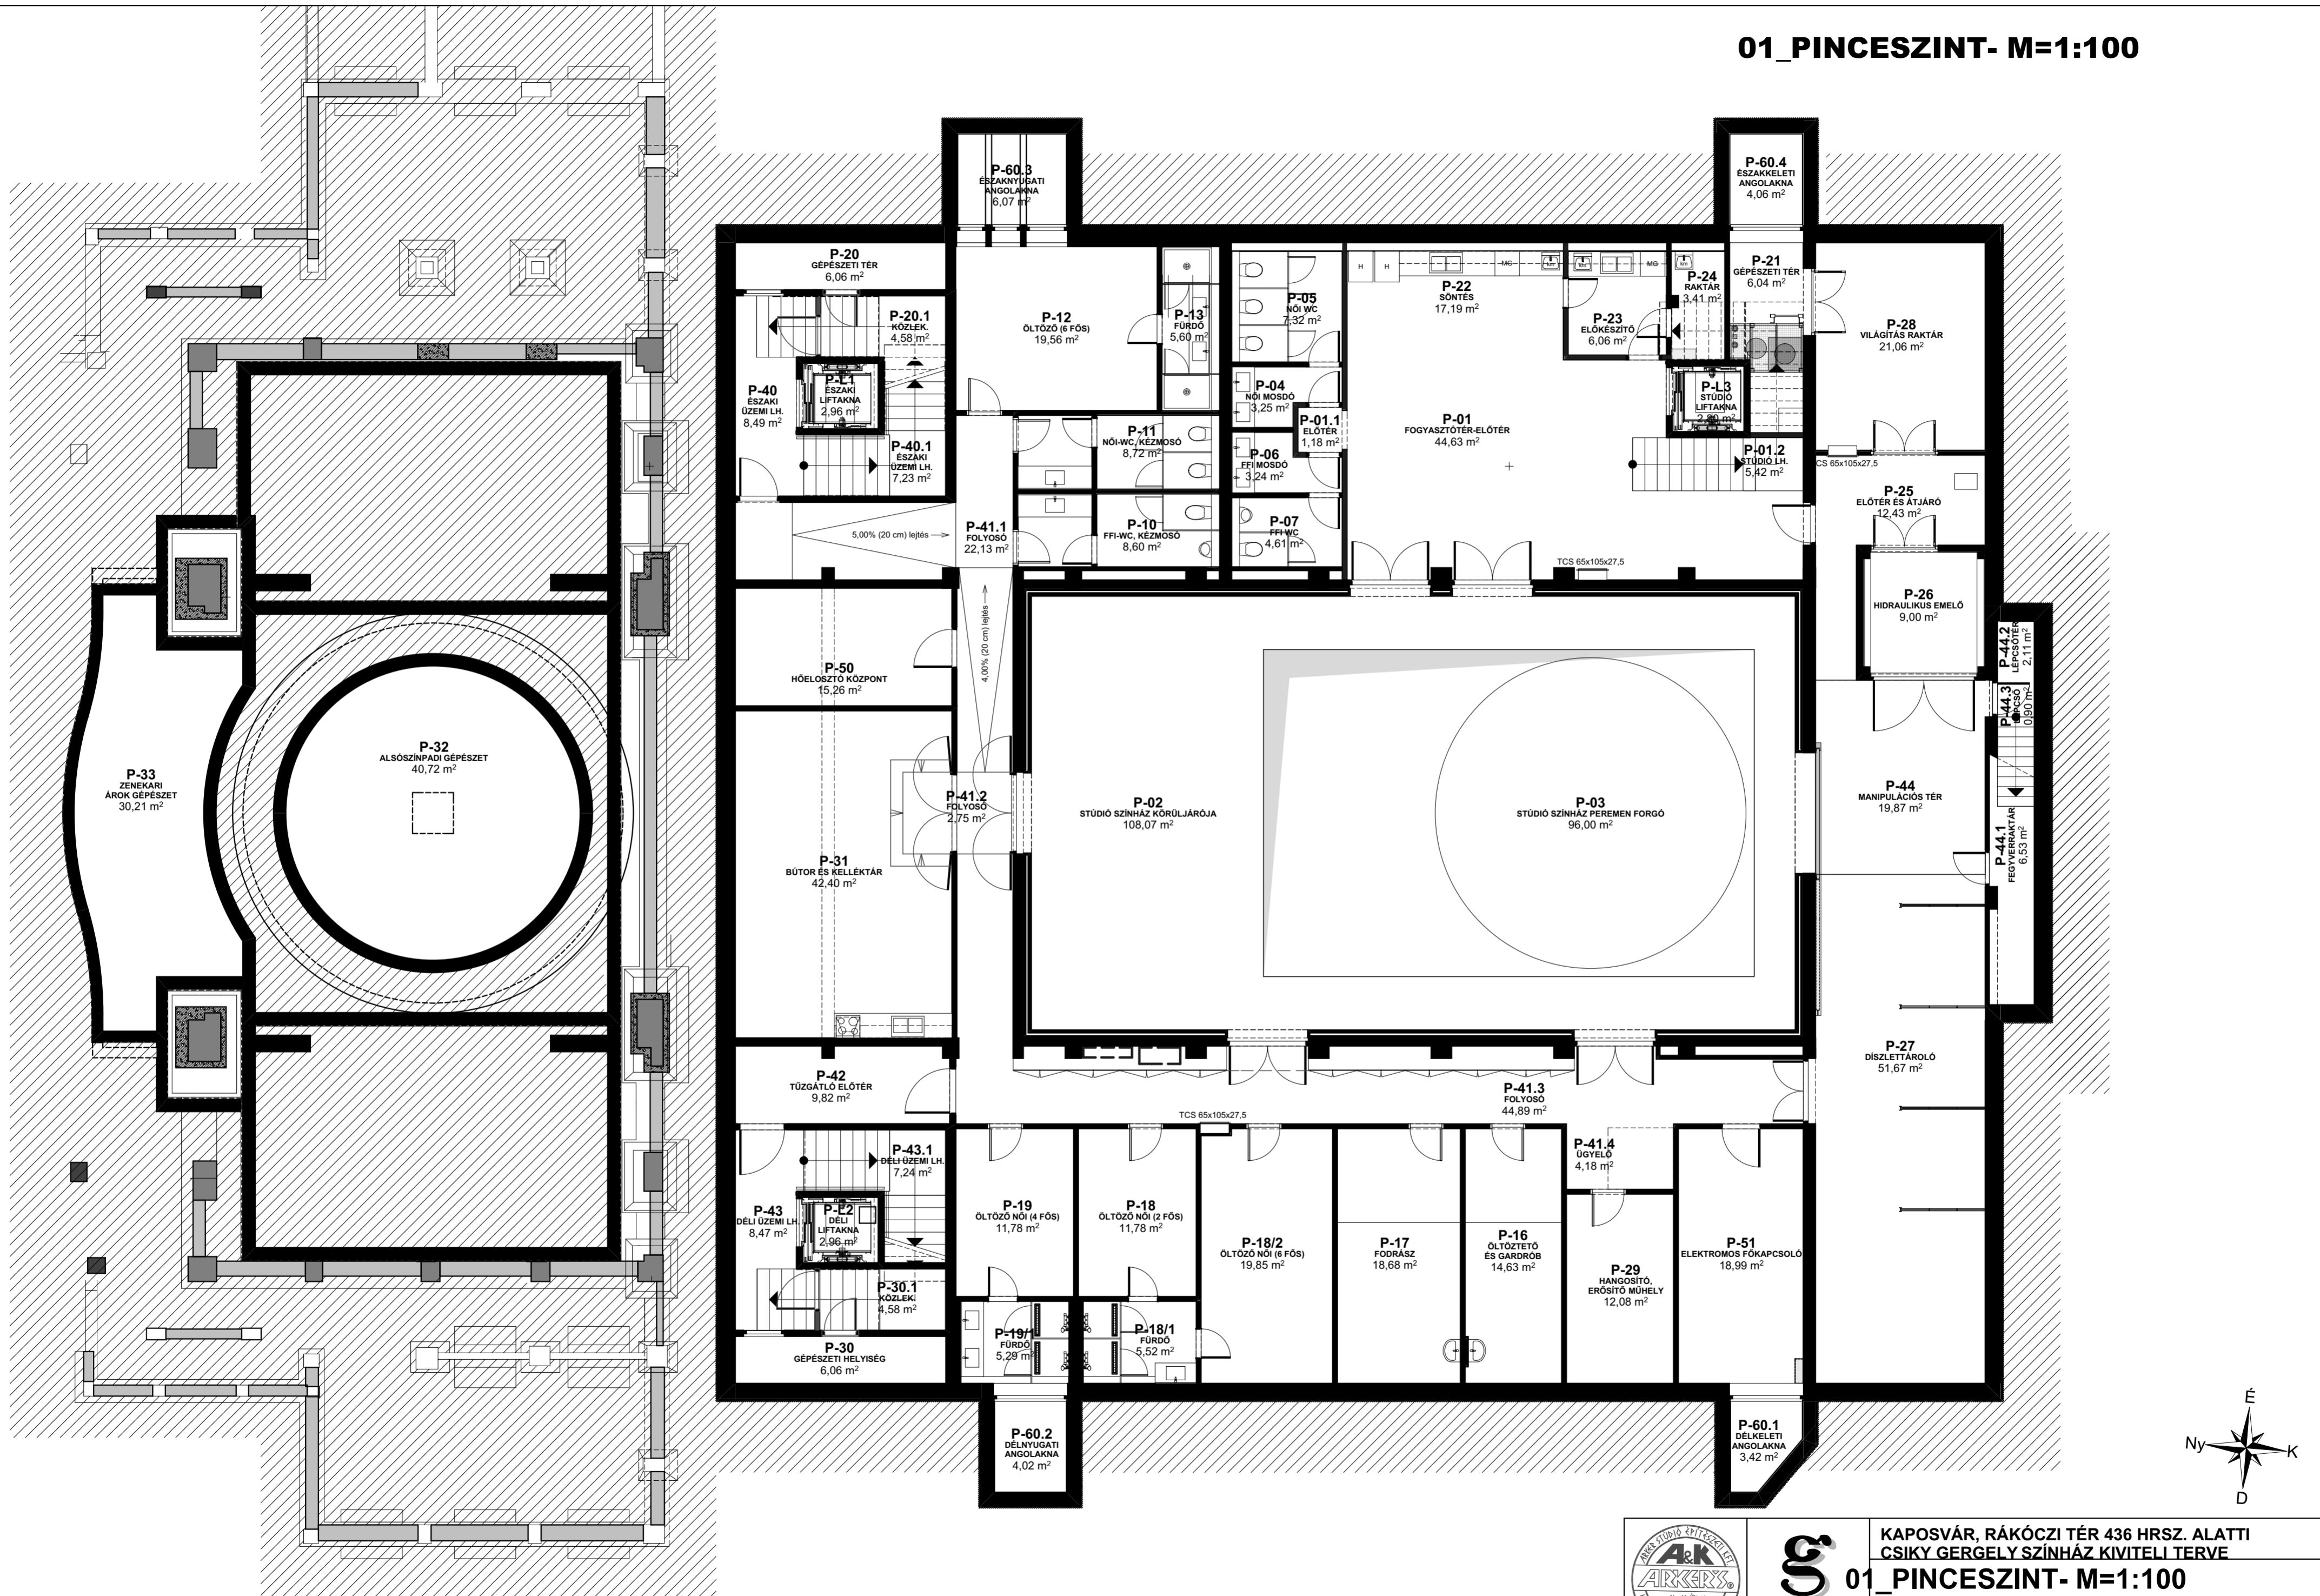 01_PINCESZINT- M=1:100
P-60.3
ÉSZAKNYUGATI
ANGOLAKNA
6,07 m²
P-60.4
ÉSZAKKELETI
ANGOLAKNA
4,06 m²
P-20
GÉPÉSZETI TÉR
6,06 m²
P-20.1
KÖZLEK.
4,58 m²
P-40
ÉSZAKI
ÜZEMI LH.
8,49 m²
P-L1
ÉSZAKI
LIFTAKNA
2,96 m²
P-40.1
ÉSZAKI
ÜZEMI LH.
7,23 m²
P-12
ÖLTÖZŐ (6 FŐS)
19,56 m²
P-13
FÜRDŐ
5,60 m²
P-05
NŐI WC
7,32 m²
P-04
NŐI MOSDÓ
3,25 m²
P-01.1
ELŐTÉR
1,18 m²
P-06
FFI MOSDÓ
3,24 m²
P-07
FFI WC
4,61 m²
P-11
NŐI-WC, KÉZMOSÓ
8,72 m²
P-10
FFI-WC, KÉZMOSÓ
8,60 m²
P-41.1
FOLYOSÓ
22,13 m²
5,00% (20 cm) lejtés
4,00% (20 cm) lejtés
H
H
MG
km
km
MG
km
P-22
SÖNTÉS
17,19 m²
P-23
ELŐKÉSZÍTŐ
6,06 m²
P-24
RAKTÁR
3,41 m²
P-21
GÉPÉSZETI TÉR
6,04 m²
P-28
VILÁGÍTÁS RAKTÁR
21,06 m²
P-01
FOGYASZTÓTÉR-ELŐTÉR
44,63 m²
P-L3
STÚDIÓ
LIFTAKNA
P-01.2
STÚDIÓ LH.
5,42 m²
CS 65x105x27,5
TCS 65x105x27,5
P-25
ELŐTÉR ÉS ÁTJÁRÓ
12,43 m²
P-26
HIDRAULIKUS EMELŐ
9,00 m²
P-44.2
LÉPCSŐTÉR
2,11 m²
P-44.3
LÉPCSŐ
0,90 m²
P-44
MANIPULÁCIÓS TÉR
19,87 m²
P-44.1
FEGYVERRAKTÁR
6,53 m²
P-50
HŐELOSZTÓ KÖZPONT
15,26 m²
P-32
ALSÓSZÍNPADI GÉPÉSZET
40,72 m²
P-33
ZENEKARI
ÁROK GÉPÉSZET
30,21 m²
P-41.2
FOLYOSÓ
2,75 m²
P-31
BÚTOR ÉS KELLÉKTÁR
42,40 m²
P-02
STÚDIÓ SZÍNHÁZ KÖRÜLJÁRÓJA
108,07 m²
P-03
STÚDIÓ SZÍNHÁZ PEREMEN FORGÓ
96,00 m²
P-27
DÍSZLETTÁROLÓ
51,67 m²
P-42
TŰZGÁTLÓ ELŐTÉR
9,82 m²
P-41.3
FOLYOSÓ
44,89 m²
TCS 65x105x27,5
P-41.4
ÜGYELŐ
4,18 m²
P-43.1
DÉLI ÜZEMI LH.
7,24 m²
P-43
DÉLI ÜZEMI LH.
8,47 m²
P-L2
DÉLI
LIFTAKNA
2,96 m²
P-30.1
KÖZLEK.
4,58 m²
P-30
GÉPÉSZETI HELYISÉG
6,06 m²
P-19
ÖLTÖZŐ NŐI (4 FŐS)
11,78 m²
P-18
ÖLTÖZŐ NŐI (2 FŐS)
11,78 m²
P-18/2
ÖLTÖZŐ NŐI (6 FŐS)
19,85 m²
P-17
FODRÁSZ
18,68 m²
P-16
ÖLTÖZTETŐ
ÉS GARDRÓB
14,63 m²
P-29
HANGOSÍTÓ,
ERŐSÍTŐ MŰHELY
12,08 m²
P-51
ELEKTROMOS FŐKAPCSOLÓ
18,99 m²
P-19/1
FÜRDŐ
5,29 m²
P-18/1
FÜRDŐ
5,52 m²
P-60.2
DÉLNYUGATI
ANGOLAKNA
4,02 m²
P-60.1
DÉLKELETI
ANGOLAKNA
3,42 m²
É
Ny
K
D
ARKER STÚDIÓ ÉPÍTÉSZETI KFT
A&K
ARKER'S
KAPOSVÁR, RÁKÓCZI TÉR 436 HRSZ. ALATTI
CSIKY GERGELY SZÍNHÁZ KIVITELI TERVE
01_PINCESZINT- M=1:100